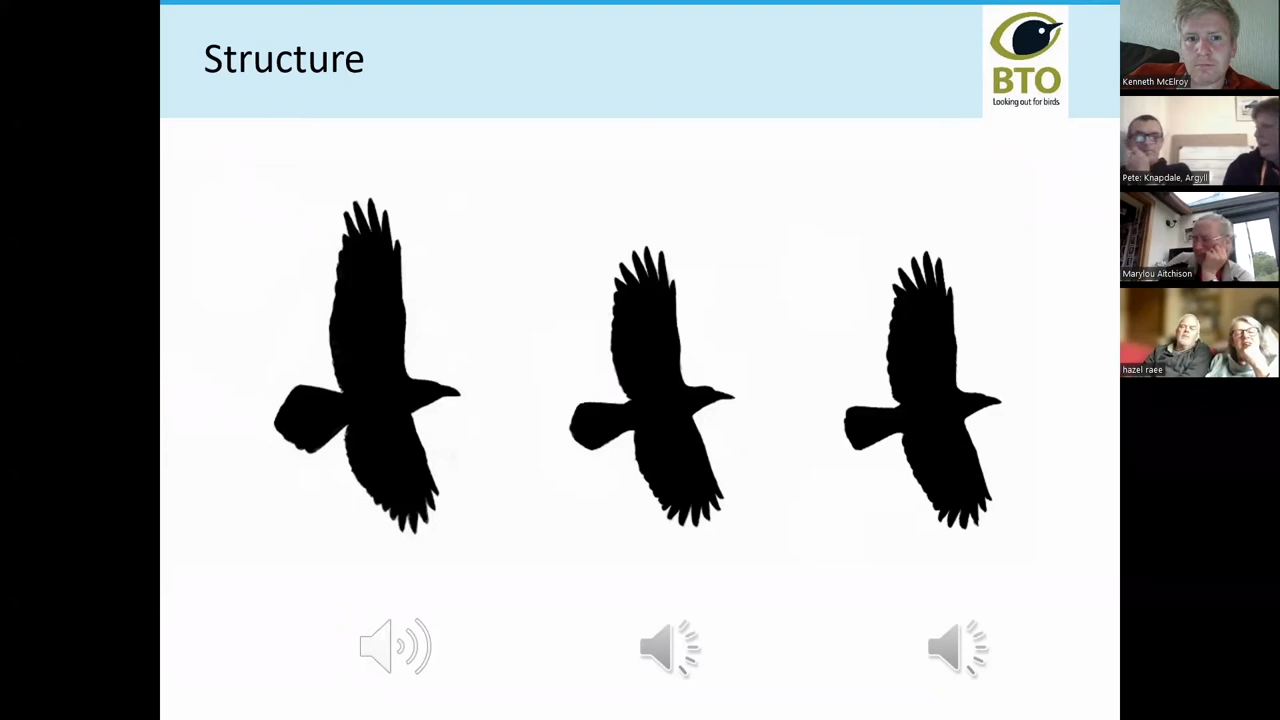 Structure
BTO
Looking out for birds
Kenneth McElroy
Pete: Knapdale, Argyll
Marylou Aitchison
hazel raee